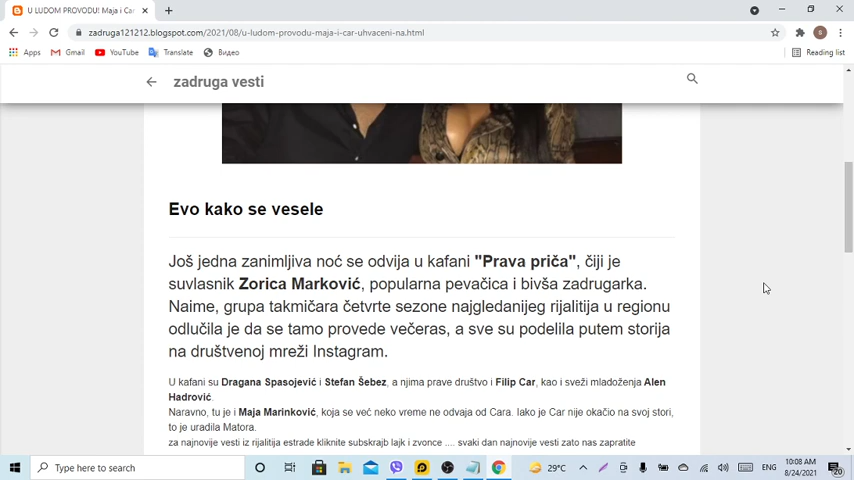 U LUDOM PROVODU! Maja i Car
zadruga121212.blogspot.com/2021/08/u-ludom-provodu-maja-i-car-uhvaceni-na.html
Apps Gmail YouTube Translate Видео Reading list
zadruga vesti
Evo kako se vesele
Još jedna zanimljiva noć se odvija u kafani "Prava priča", čiji je
suvlasnik Zorica Marković, popularna pevačica i bivša zadrugarka.
Naime, grupa takmičara četvrte sezone najgledanijeg rijalitija u regionu
odlučila je da se tamo provede večeras, a sve su podelila putem storija
na društvenoj mreži Instagram.
U kafani su Dragana Spasojević i Stefan Šebez, a njima prave društvo i Filip Car, kao i sveži mladoženja Alen
Hadrović.
Naravno, tu je i Maja Marinković, koja se već neko vreme ne odvaja od Cara. Iako je Car nije okačio na svoj stori,
to je uradila Matora.
za najnovije vesti iz rijalitija estrade kliknite subskrajb lajk i zvonce .... svaki dan najnovije vesti zato nas zapratite
Type here to search
29°C
ENG
10:08 AM
8/24/2021
20